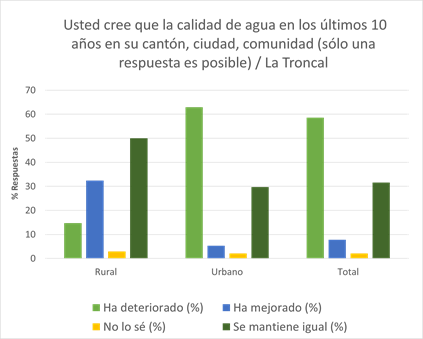 Usted cree que la calidad de agua en los últimos 10
años en su cantón, ciudad, comunidad (sólo una
respuesta es posible) / La Troncal
70
60
50
40
30
20
10
0
% Respuestas
Rural
Urbano
Total
Ha deteriorado (%)
Ha mejorado (%)
No lo sé (%)
Se mantiene igual (%)